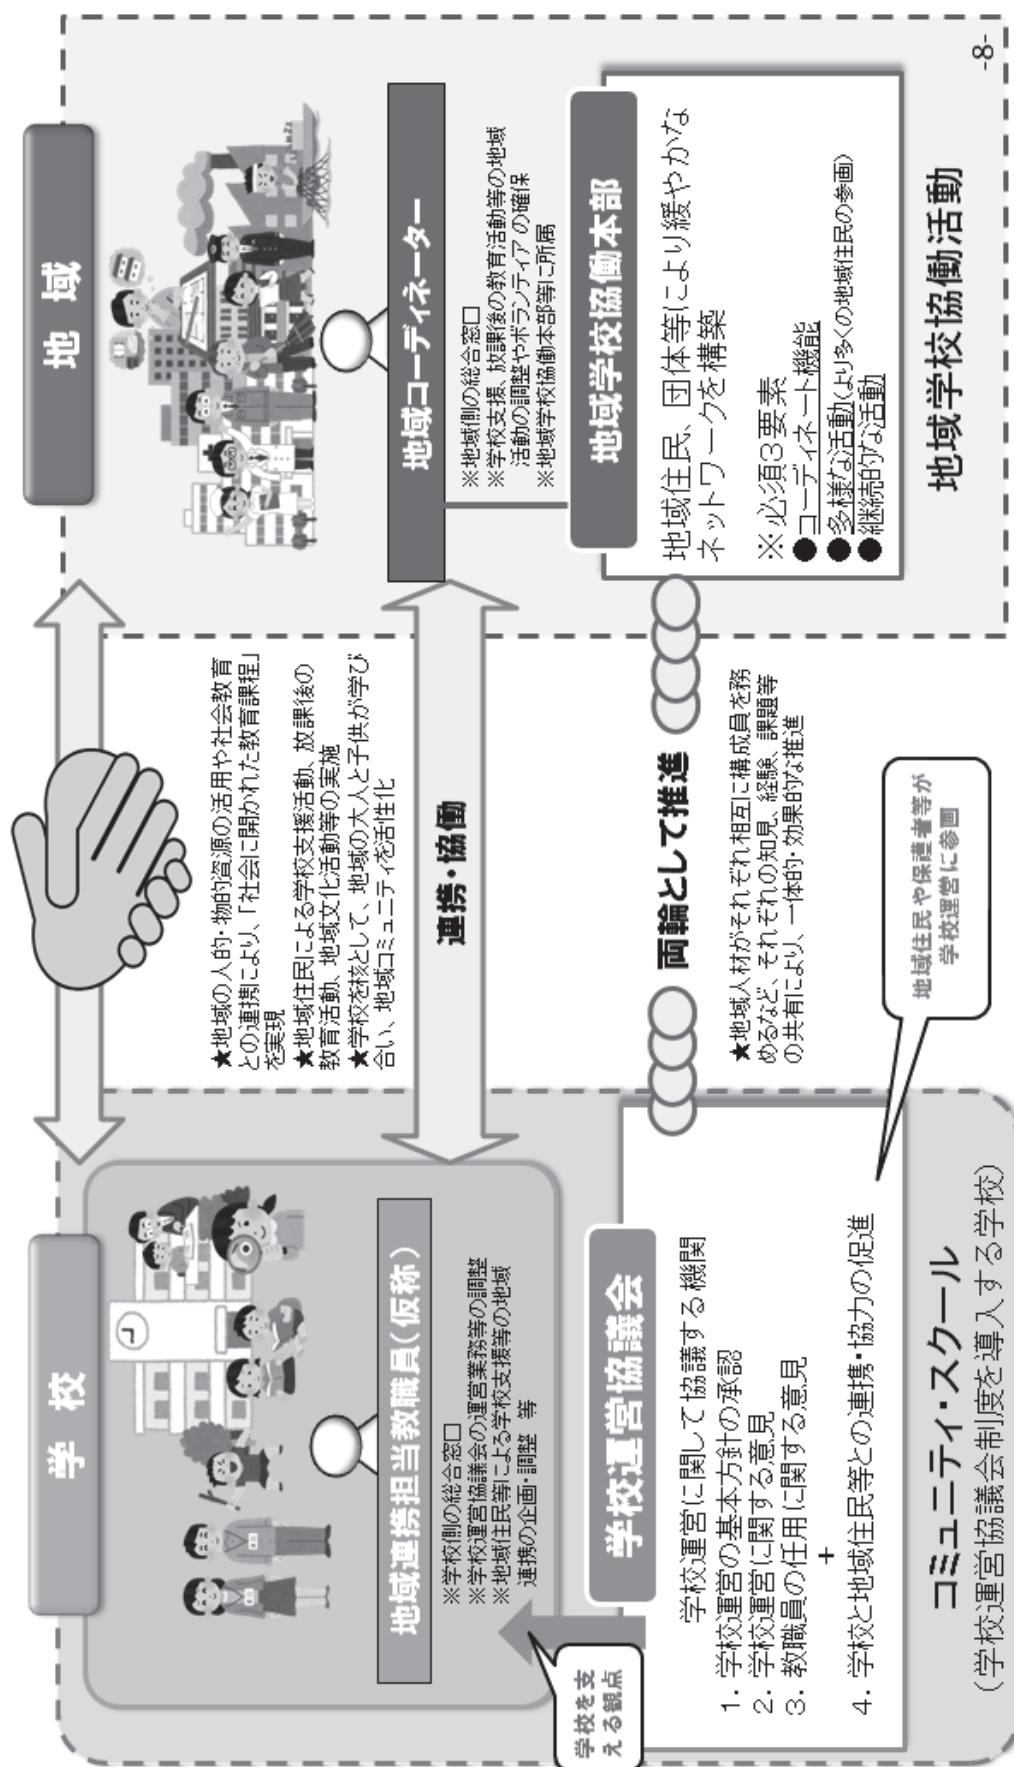 学校
地域連携担当教職員(仮称)
※学校側の総合窓口
※学校運営協議会の運営業務等の調整
※地域住民等による学校支援等の地域
連携の企画・調整 等
学校を支
える観点
学校運営協議会
学校運営に関して協議する機関
1. 学校運営の基本方針の承認
2. 学校運営に関する意見
3. 教職員の任用に関する意見
+
4. 学校と地域住民等との連携・協力の促進
コミュニティ・スクール
(学校運営協議会制度を導入する学校)
★地域の人的・物的資源の活用や社会教育
との連携により、「社会に開かれた教育課程」
を実現
★地域住民による学校支援活動、放課後の
教育活動、地域文化活動等の実施
★学校を核として、地域の大人と子供が学び
合い、地域コミュニティを活性化
連携・協働
両輪として推進
★地域人材がそれぞれ相互に構成員を務
めるなど、それぞれの知見、経験、課題等
の共有により、一体的・効果的な推進
地域住民や保護者等が
学校運営に参画
地域
地域コーディネーター
※地域側の総合窓口
※学校支援、放課後の教育活動等の地域
活動の調整やボランティアの確保
※地域学校協働本部等に所属
地域学校協働本部
地域住民、団体等により緩やかな
ネットワークを構築
※必須3要素
●コーディネート機能
●多様な活動(より多くの地域住民の参画)
●継続的な活動
地域学校協働活動
-8-